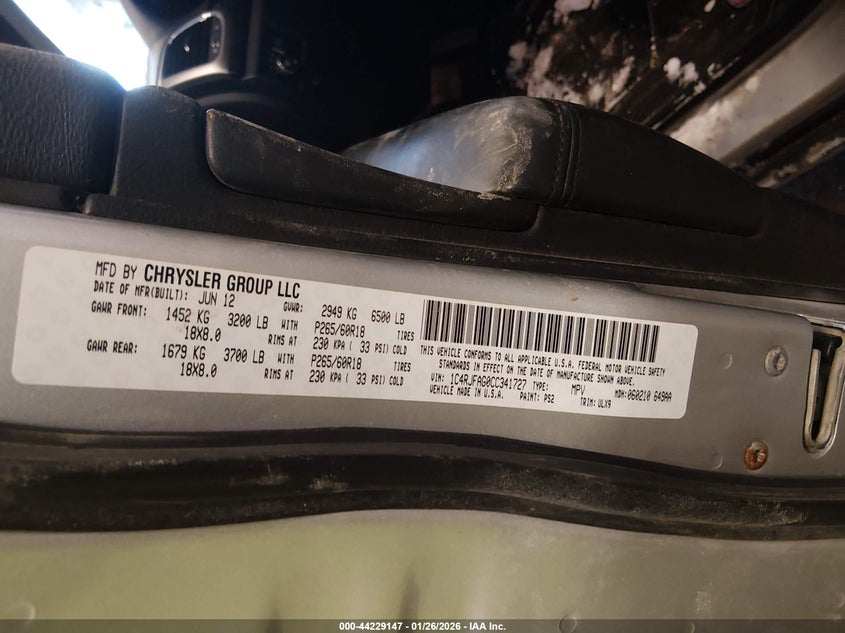 MFD BY CHRYSLER GROUP LLC
DATE OF MFR(BUILT): JUN 12 GVWR: 2949 KG 6500 LB
GAWR FRONT: 1452 KG 3200 LB WITH P265/60R18 TIRES
18X8.0 RIMS AT 230 KPA ( 33 PSI) COLD
GAWR REAR: 1679 KG 3700 LB WITH P265/60R18 TIRES
18X8.0 RIMS AT 230 KPA ( 33 PSI) COLD
THIS VEHICLE CONFORMS TO ALL APPLICABLE U.S.A. FEDERAL MOTOR VEHICLE SAFETY
STANDARDS IN EFFECT ON THE DATE OF MANUFACTURE SHOWN ABOVE.
VIN: 1C4RJFAG0CC341727 TYPE: MPV MDH: 060210 649AA
VEHICLE MADE IN U.S.A. PAINT: PS2 TRIM: ULX9
000-44229147 - 01/26/2026 - IAA Inc.